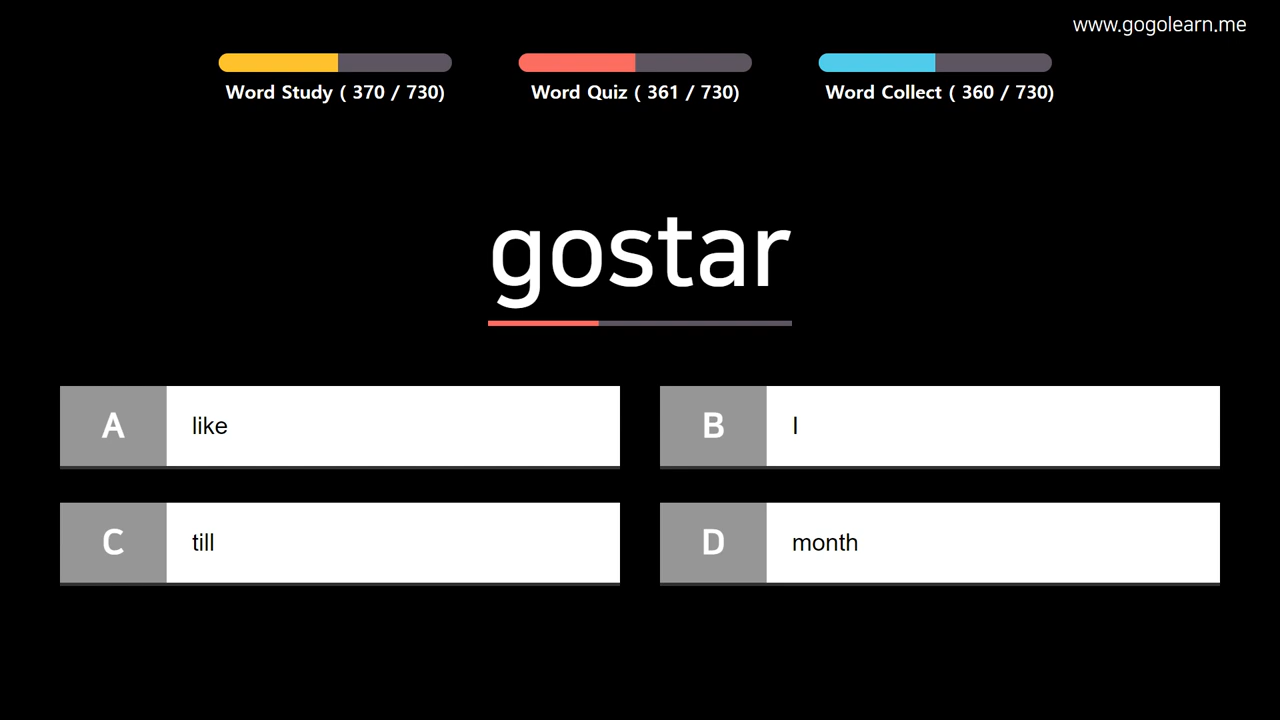 www.gogolearn.me
Word Study ( 370 / 730)
Word Quiz ( 361 / 730)
Word Collect ( 360 / 730)
gostar
A like
B I
C till
D month